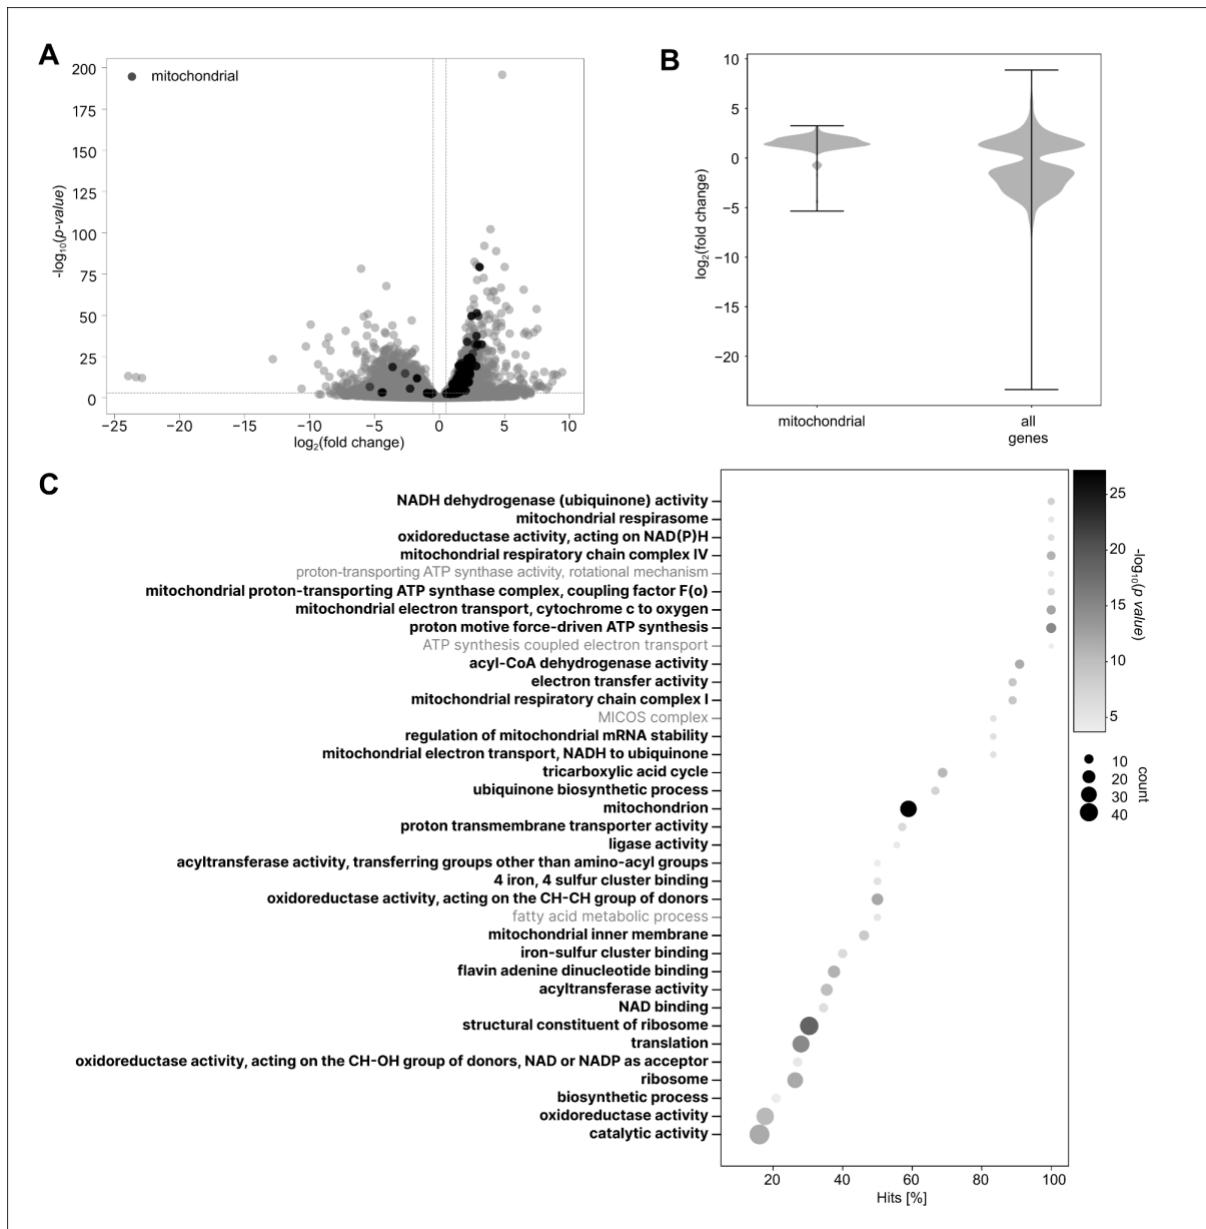 A
mitochondrial
200
175
150
125
100
75
50
25
0
-log10(p-value)
−25
−20
−15
−10
−5
0
5
10
log2(fold change)
B
10
5
0
−5
−10
−15
−20
log2(fold change)
mitochondrial
all
genes
C
NADH dehydrogenase (ubiquinone) activity
mitochondrial respirasome
oxidoreductase activity, acting on NAD(P)H
mitochondrial respiratory chain complex IV
proton-transporting ATP synthase activity, rotational mechanism
mitochondrial proton-transporting ATP synthase complex, coupling factor F(o)
mitochondrial electron transport, cytochrome c to oxygen
proton motive force-driven ATP synthesis
ATP synthesis coupled electron transport
acyl-CoA dehydrogenase activity
electron transfer activity
mitochondrial respiratory chain complex I
MICOS complex
regulation of mitochondrial mRNA stability
mitochondrial electron transport, NADH to ubiquinone
tricarboxylic acid cycle
ubiquinone biosynthetic process
mitochondrion
proton transmembrane transporter activity
ligase activity
acyltransferase activity, transferring groups other than amino-acyl groups
4 iron, 4 sulfur cluster binding
oxidoreductase activity, acting on the CH-CH group of donors
fatty acid metabolic process
mitochondrial inner membrane
iron-sulfur cluster binding
flavin adenine dinucleotide binding
acyltransferase activity
NAD binding
structural constituent of ribosome
translation
oxidoreductase activity, acting on the CH-OH group of donors, NAD or NADP as acceptor
ribosome
biosynthetic process
oxidoreductase activity
catalytic activity
20
40
60
80
100
Hits [%]
25
20
15
10
5
-log10(p value)
10
20
30
40
count